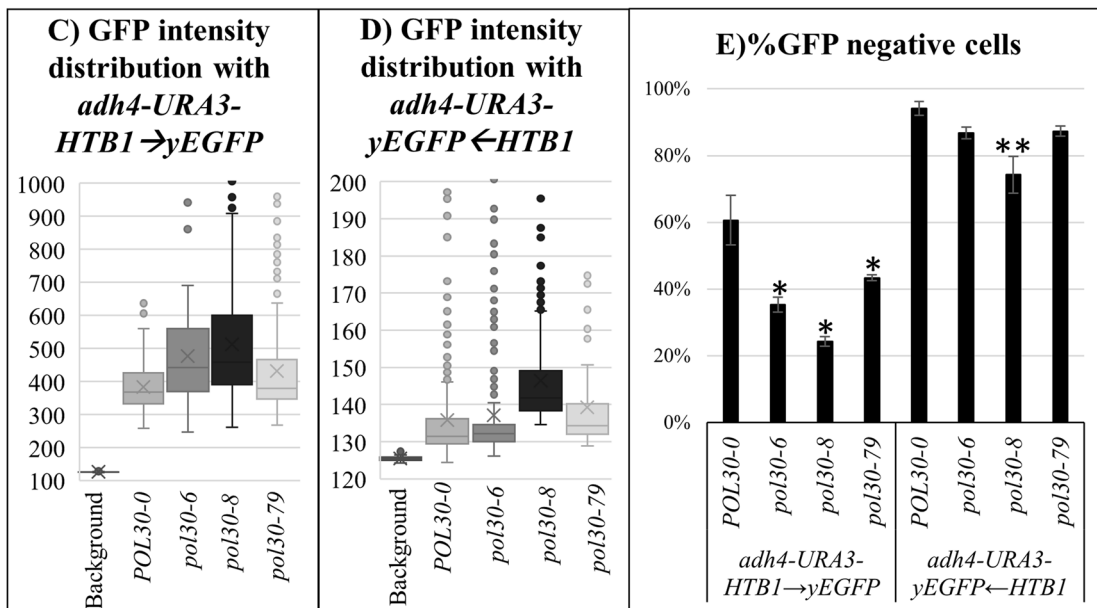 C) GFP intensity
distribution with
adh4-URA3-
HTB1→yEGFP
1000
900
800
700
600
500
400
300
200
100
Background
POL30-0
pol30-6
pol30-8
pol30-79
D) GFP intensity
distribution with
adh4-URA3-
yEGFP←HTB1
200
190
180
170
160
150
140
130
120
Background
POL30-0
pol30-6
pol30-8
pol30-79
E)%GFP negative cells
100%
80%
60%
40%
20%
0%
*
*
*
**
POL30-0
pol30-6
pol30-8
pol30-79
POL30-0
pol30-6
pol30-8
pol30-79
adh4-URA3-
HTB1→yEGFP
adh4-URA3-
yEGFP←HTB1